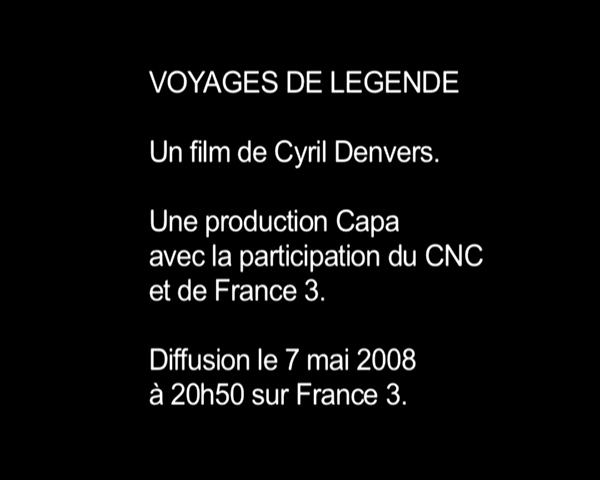 VOYAGES DE LEGENDE
Un film de Cyril Denvers.
Une production Capa
avec la participation du CNC
et de France 3.
Diffusion le 7 mai 2008
à 20h50 sur France 3.